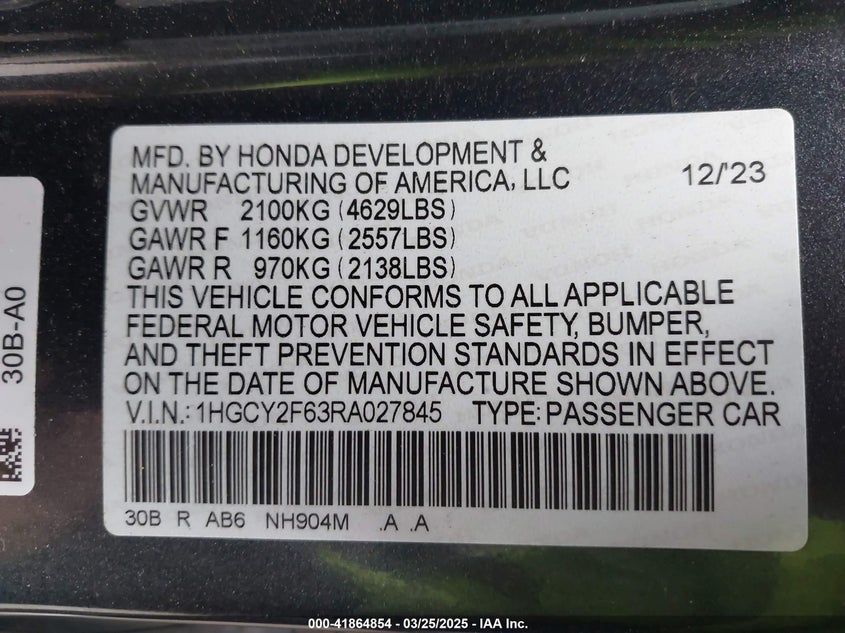 MFD. BY HONDA DEVELOPMENT &
MANUFACTURING OF AMERICA, LLC 12/'23
GVWR 2100KG (4629LBS)
GAWR F 1160KG (2557LBS)
GAWR R 970KG (2138LBS)
THIS VEHICLE CONFORMS TO ALL APPLICABLE
FEDERAL MOTOR VEHICLE SAFETY, BUMPER,
AND THEFT PREVENTION STANDARDS IN EFFECT
ON THE DATE OF MANUFACTURE SHOWN ABOVE.
V.I.N.: 1HGCY2F63RA027845 TYPE: PASSENGER CAR
30B R AB6 NH904M .A .A
30B-A0
000-41864854 - 03/25/2025 - IAA Inc.